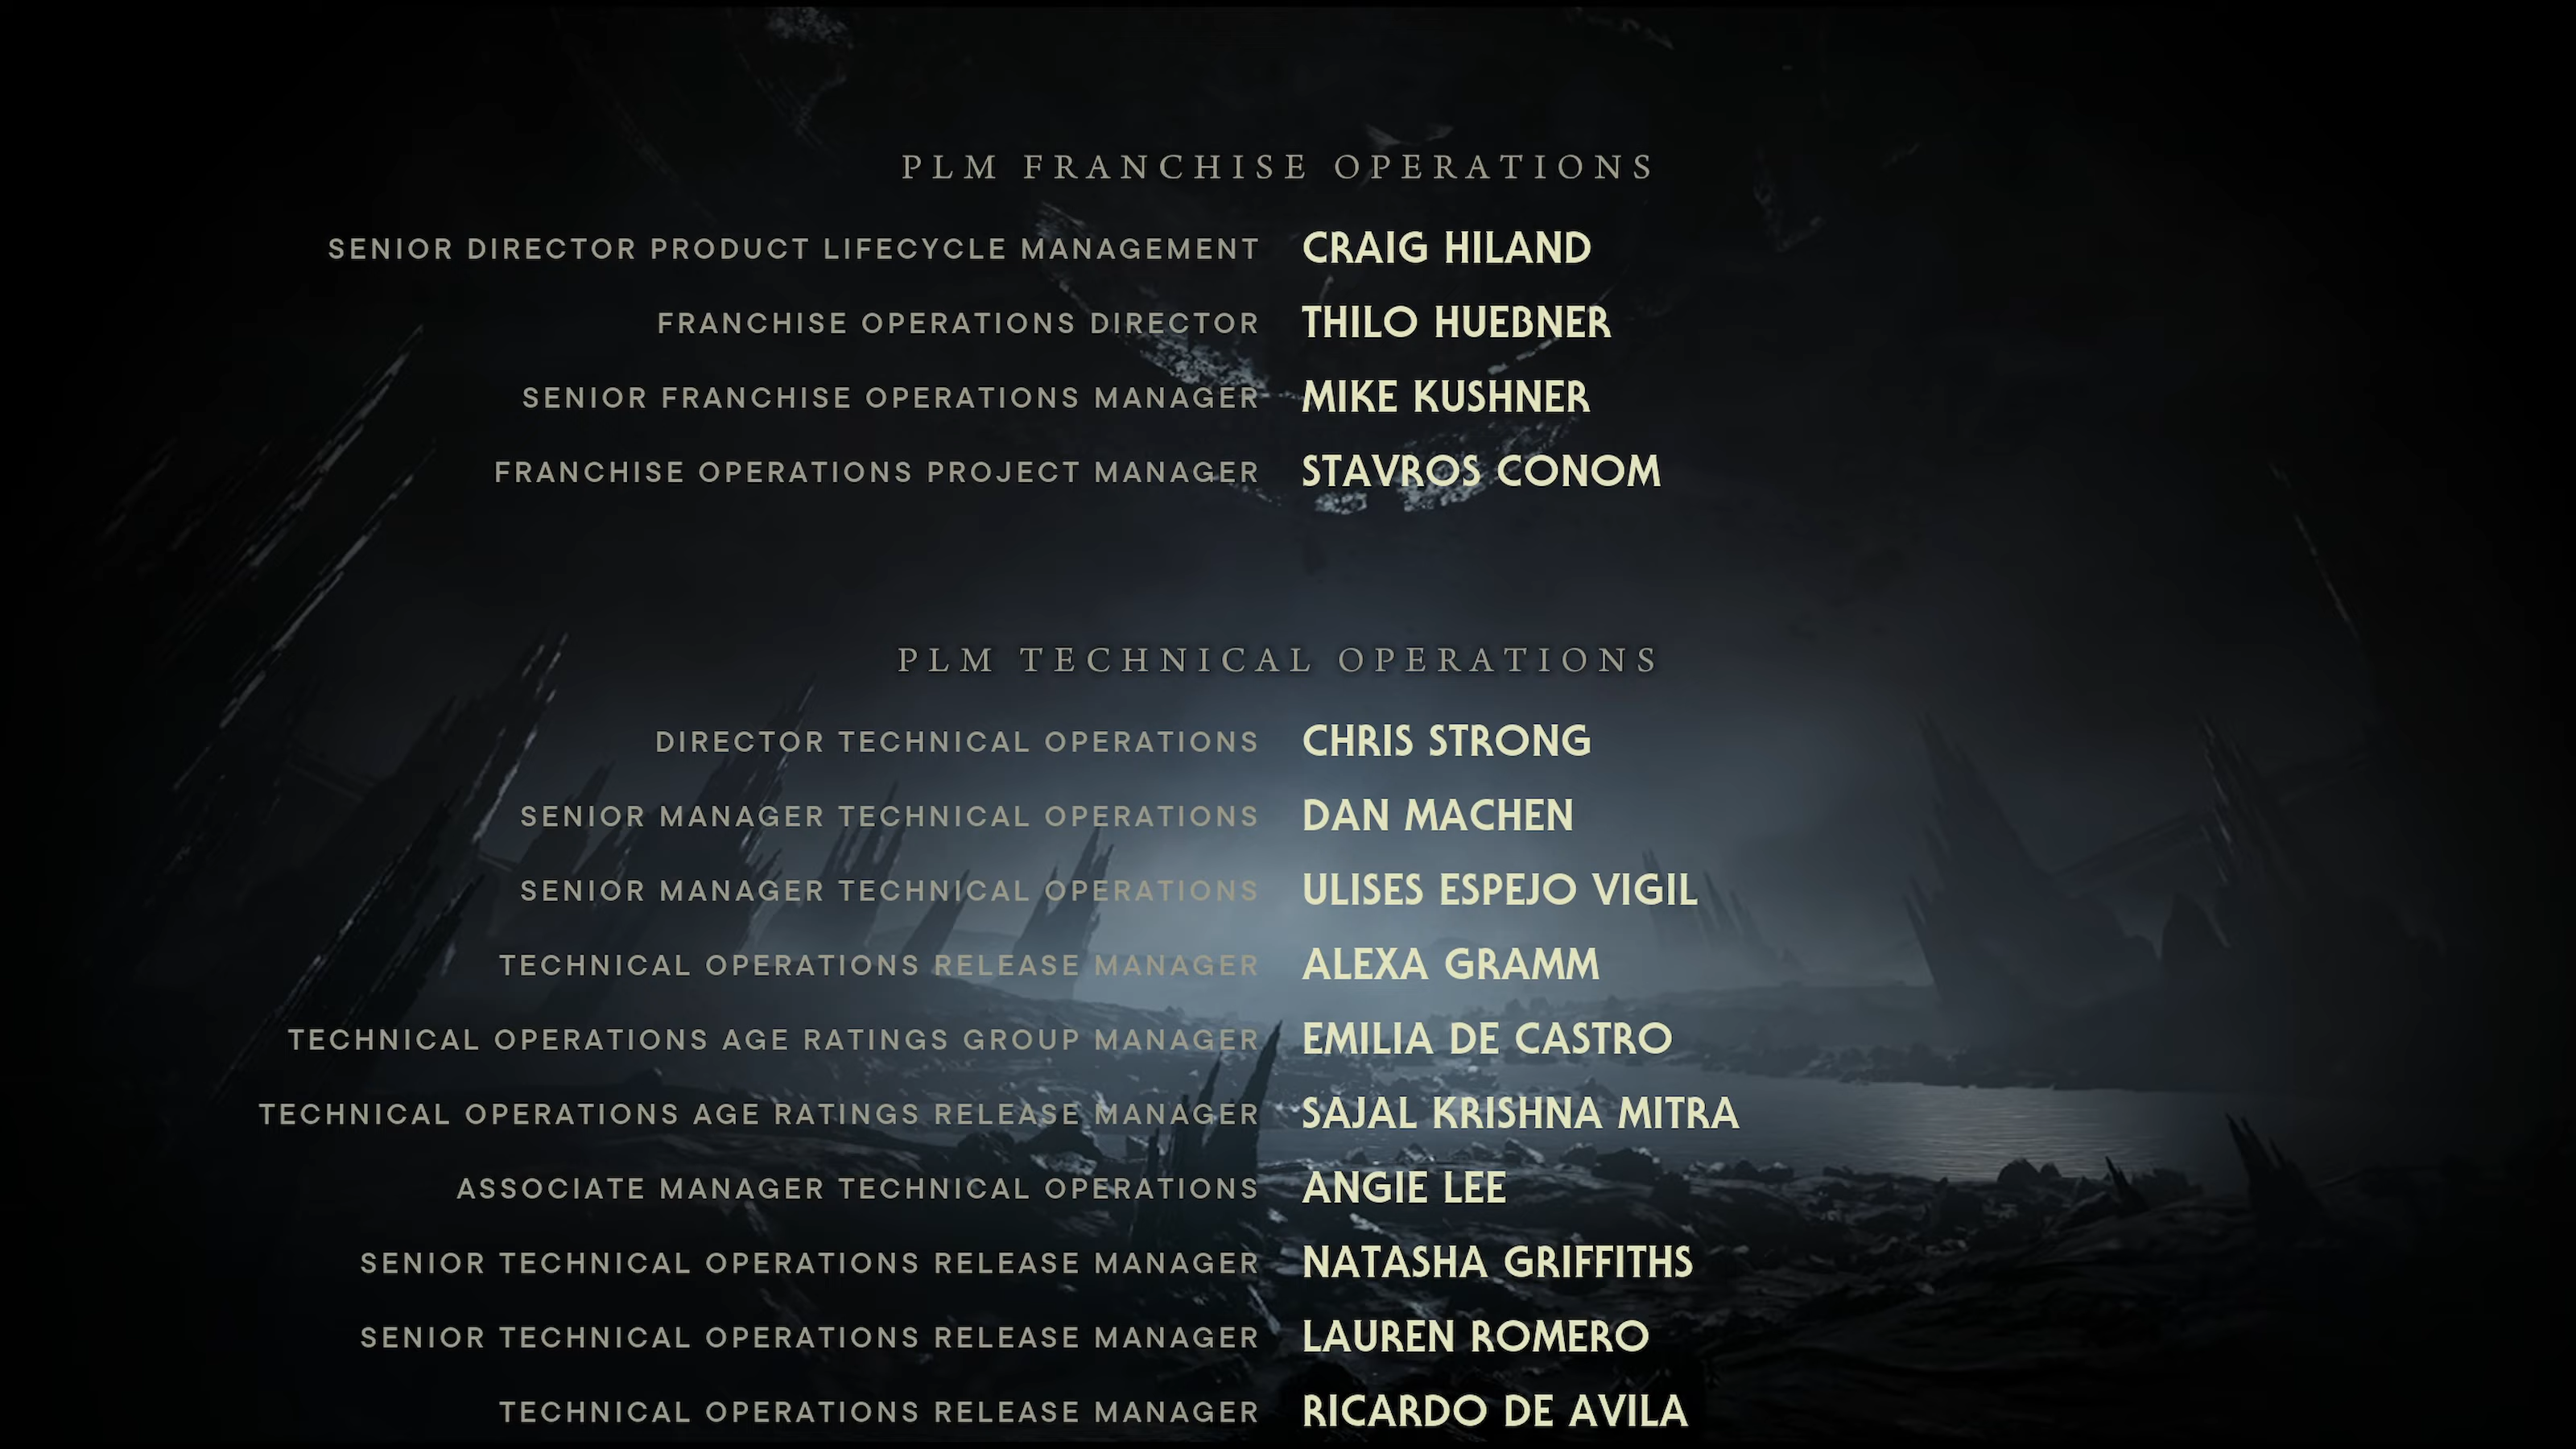 PLM FRANCHISE OPERATIONS
SENIOR DIRECTOR PRODUCT LIFECYCLE MANAGEMENT CRAIG HILAND
FRANCHISE OPERATIONS DIRECTOR THILO HUEBNER
SENIOR FRANCHISE OPERATIONS MANAGER MIKE KUSHNER
FRANCHISE OPERATIONS PROJECT MANAGER STAVROS CONOM
PLM TECHNICAL OPERATIONS
DIRECTOR TECHNICAL OPERATIONS CHRIS STRONG
SENIOR MANAGER TECHNICAL OPERATIONS DAN MACHEN
SENIOR MANAGER TECHNICAL OPERATIONS ULISES ESPEJO VIGIL
TECHNICAL OPERATIONS RELEASE MANAGER ALEXA GRAMM
TECHNICAL OPERATIONS AGE RATINGS GROUP MANAGER EMILIA DE CASTRO
TECHNICAL OPERATIONS AGE RATINGS RELEASE MANAGER SAJAL KRISHNA MITRA
ASSOCIATE MANAGER TECHNICAL OPERATIONS ANGIE LEE
SENIOR TECHNICAL OPERATIONS RELEASE MANAGER NATASHA GRIFFITHS
SENIOR TECHNICAL OPERATIONS RELEASE MANAGER LAUREN ROMERO
TECHNICAL OPERATIONS RELEASE MANAGER RICARDO DE AVILA